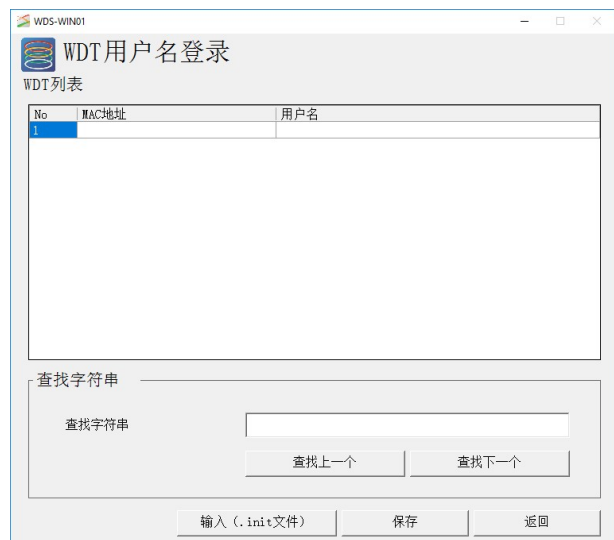 WDS-WIN01
WDT用户名登录
WDT列表
No MAC地址 用户名
1
查找字符串
查找字符串
查找上一个 查找下一个
输入(.init文件) 保存 返回